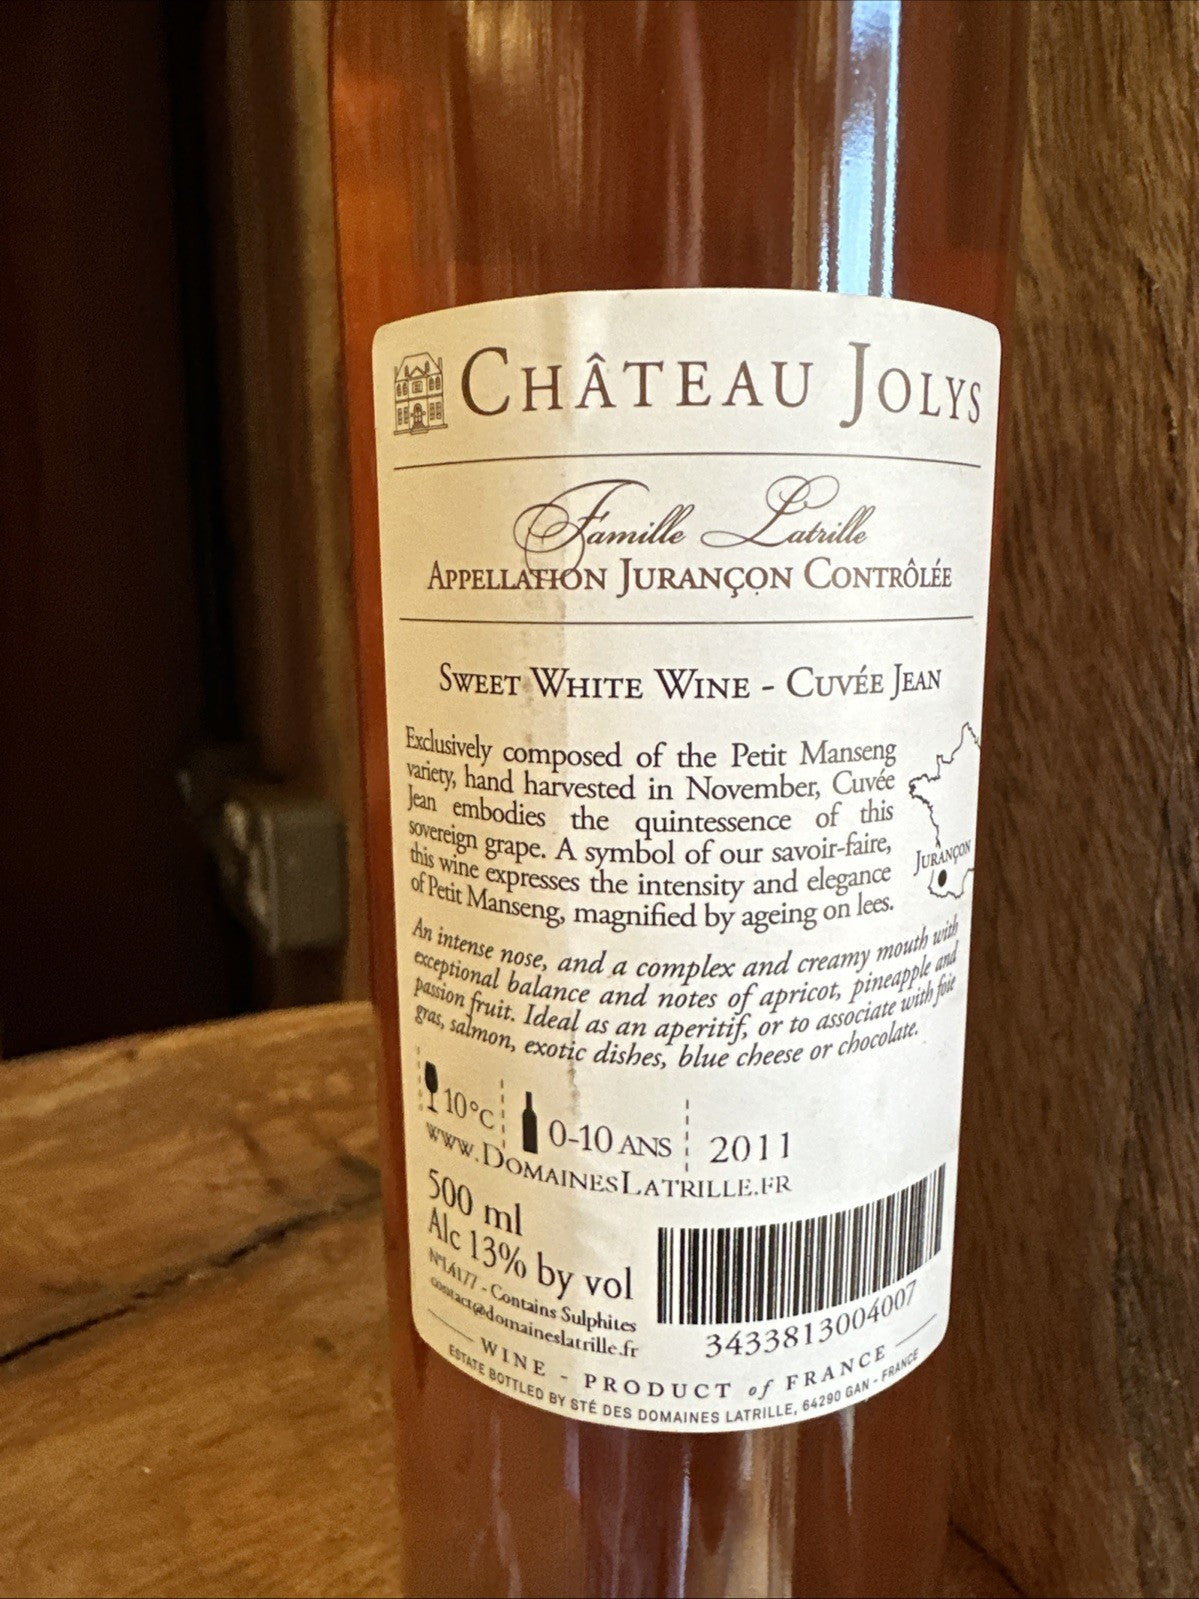 CHÂTEAU JOLYS
Famille Latrille
APPELLATION JURANÇON CONTRÔLÉE
SWEET WHITE WINE - CUVÉE JEAN
Exclusively composed of the Petit Manseng
variety, hand harvested in November, Cuvée
Jean embodies the quintessence of this
sovereign grape. A symbol of our savoir-faire,
this wine expresses the intensity and elegance
of Petit Manseng, magnified by ageing on lees.
JURANÇON
An intense nose, and a complex and creamy mouth with
exceptional balance and notes of apricot, pineapple and
passion fruit. Ideal as an aperitif, or to associate with foie
gras, salmon, exotic dishes, blue cheese or chocolate.
10°C 0-10 ANS 2011
WWW.DOMAINESLATRILLE.FR
500 ml
Alc 13% by vol
N°L4177 - Contains Sulphites
contact@domaineslatrille.fr
3433813004007
WINE - PRODUCT of FRANCE
ESTATE BOTTLED BY STÉ DES DOMAINES LATRILLE, 64290 GAN - FRANCE